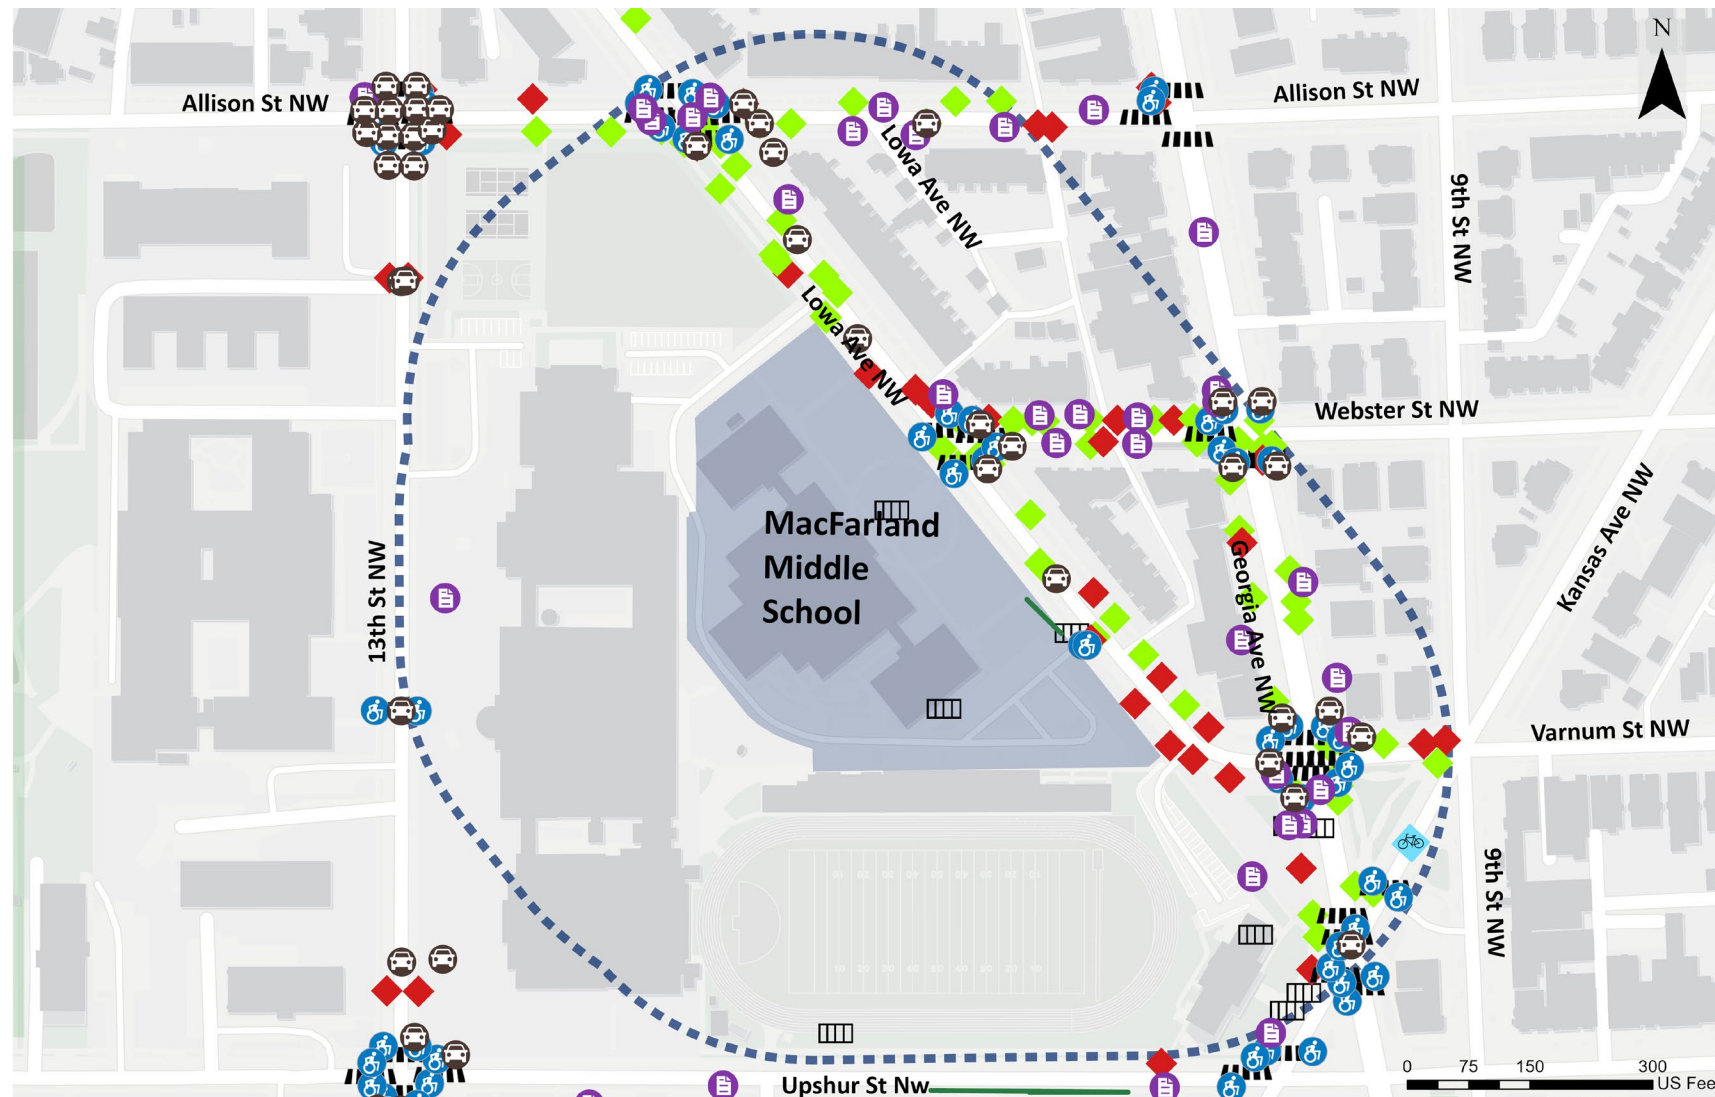 N
Allison St NW
Allison St NW
Lowa Ave NW
9th St NW
Lowa Ave NW
Webster St NW
MacFarland
Middle
School
13th St NW
Georgia Ave NW
Kansas Ave NW
Varnum St NW
9th St NW
Upshur St Nw
0 75 150 300
US Fee